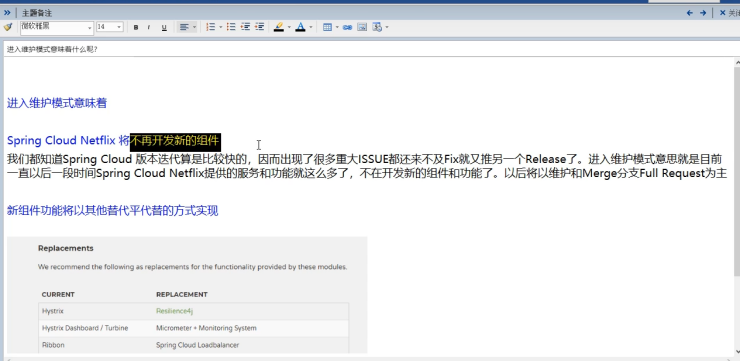 主题备注
关闭
微软雅黑
14
B I U
进入维护模式意味着什么呢?
进入维护模式意味着
Spring Cloud Netflix 将不再开发新的组件
我们都知道Spring Cloud 版本迭代算是比较快的，因而出现了很多重大ISSUE都还来不及Fix就又推另一个Release了。进入维护模式意思就是目前
一直以后一段时间Spring Cloud Netflix提供的服务和功能就这么多了，不在开发新的组件和功能了。以后将以维护和Merge分支Full Request为主
新组件功能将以其他替代平代替的方式实现
Replacements
We recommend the following as replacements for the functionality provided by these modules.
CURRENT REPLACEMENT
Hystrix Resilience4j
Hystrix Dashboard / Turbine Micrometer + Monitoring System
Ribbon Spring Cloud Loadbalancer